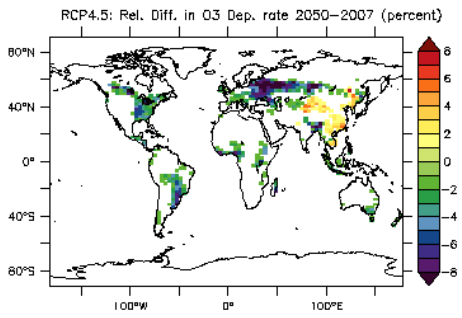 RCP4.5: Rel. Diff. in O3 Dep. rate 2050-2007 (percent)
80°N
40°N
0°
40°S
80°S
100°W
0°
100°E
8
6
4
2
0
-2
-4
-6
-8